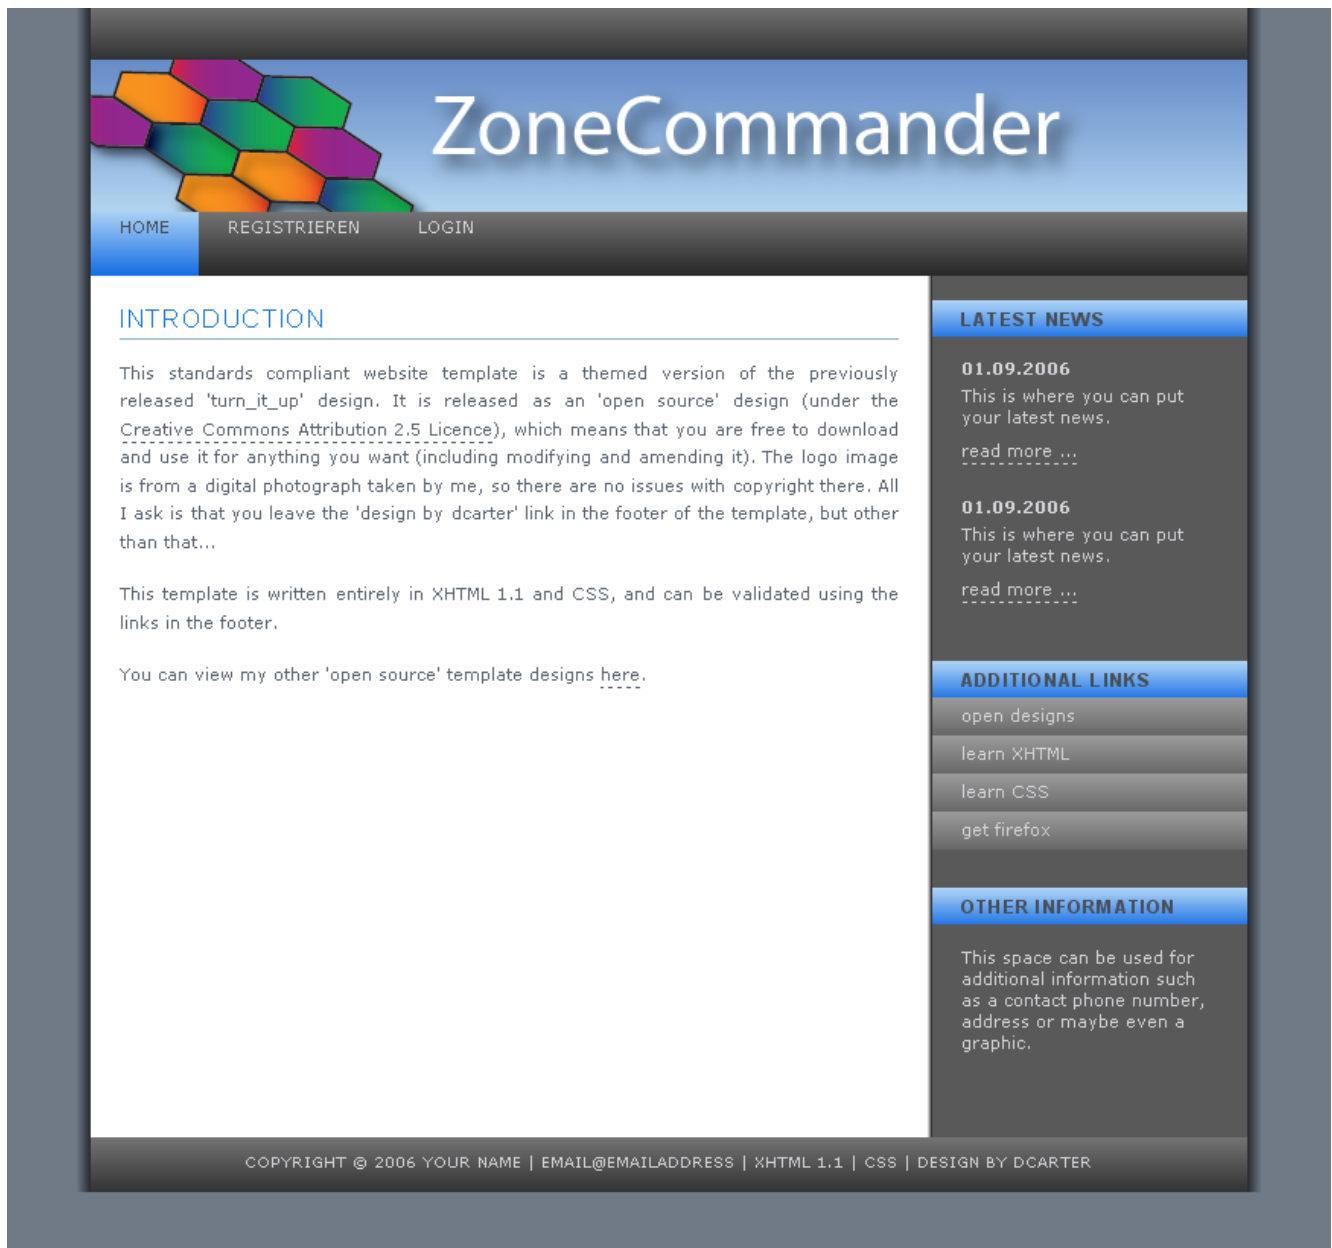 ZoneCommander
HOME REGISTRIEREN LOGIN
INTRODUCTION
This standards compliant website template is a themed version of the previously
released 'turn_it_up' design. It is released as an 'open source' design (under the
Creative Commons Attribution 2.5 Licence), which means that you are free to download
and use it for anything you want (including modifying and amending it). The logo image
is from a digital photograph taken by me, so there are no issues with copyright there. All
I ask is that you leave the 'design by dcarter' link in the footer of the template, but other
than that...
This template is written entirely in XHTML 1.1 and CSS, and can be validated using the
links in the footer.
You can view my other 'open source' template designs here.
LATEST NEWS
01.09.2006
This is where you can put
your latest news.
read more ...
01.09.2006
This is where you can put
your latest news.
read more ...
ADDITIONAL LINKS
open designs
learn XHTML
learn CSS
get firefox
OTHER INFORMATION
This space can be used for
additional information such
as a contact phone number,
address or maybe even a
graphic.
COPYRIGHT © 2006 YOUR NAME | EMAIL@EMAILADDRESS | XHTML 1.1 | CSS | DESIGN BY DCARTER